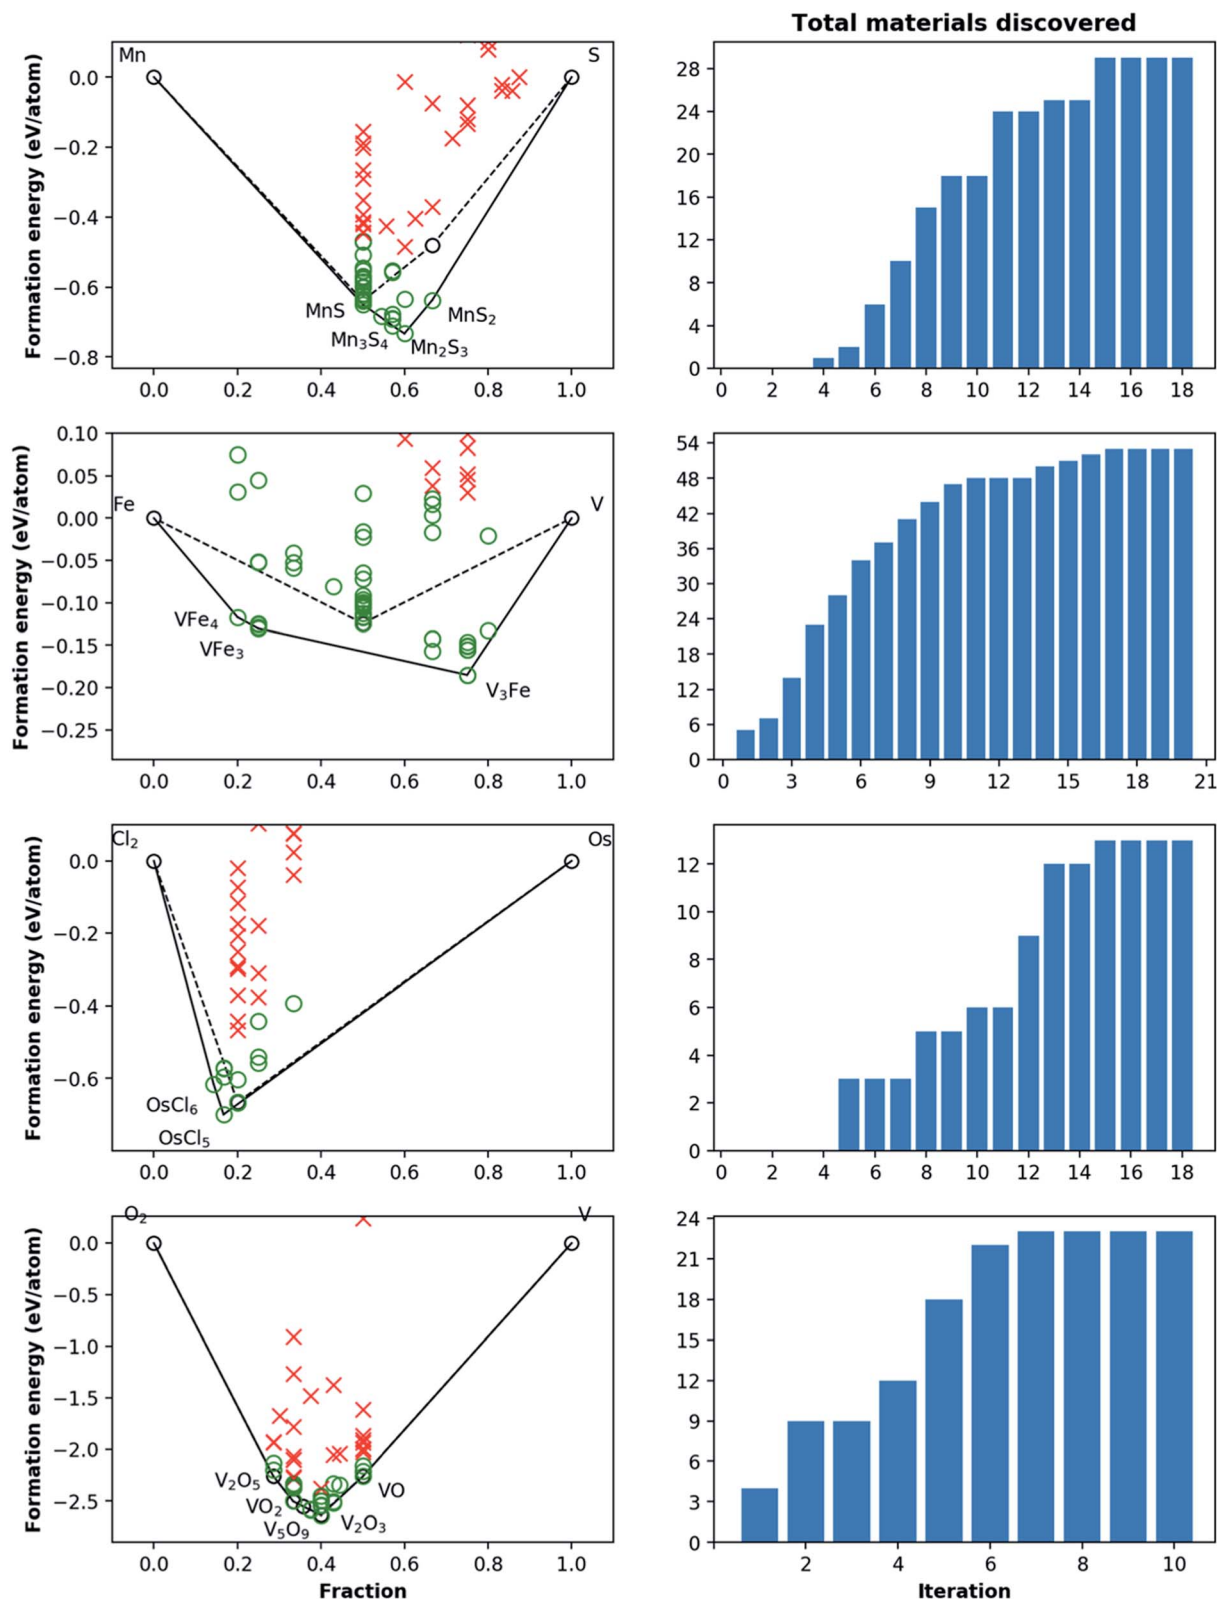 Total materials discovered
Mn
S
0.0
−0.2
−0.4
−0.6
−0.8
Formation energy (eV/atom)
MnS
Mn₃S₄
Mn₂S₃
MnS₂
0.0 0.2 0.4 0.6 0.8 1.0
28
24
20
16
12
8
4
0
0 2 4 6 8 10 12 14 16 18
0.10
0.05
0.00
−0.05
−0.10
−0.15
−0.20
−0.25
Formation energy (eV/atom)
Fe
V
VFe₄
VFe₃
V₃Fe
0.0 0.2 0.4 0.6 0.8 1.0
54
48
42
36
30
24
18
12
6
0
0 3 6 9 12 15 18 21
Cl₂
Os
0.0
−0.2
−0.4
−0.6
Formation energy (eV/atom)
OsCl₆
OsCl₅
0.0 0.2 0.4 0.6 0.8 1.0
12
10
8
6
4
2
0
0 2 4 6 8 10 12 14 16 18
O₂
V
0.0
−0.5
−1.0
−1.5
−2.0
−2.5
Formation energy (eV/atom)
V₂O₅
VO₂
V₅O₉
V₂O₃
VO
0.0 0.2 0.4 0.6 0.8 1.0
Fraction
24
21
18
15
12
9
6
3
0
2 4 6 8 10
Iteration